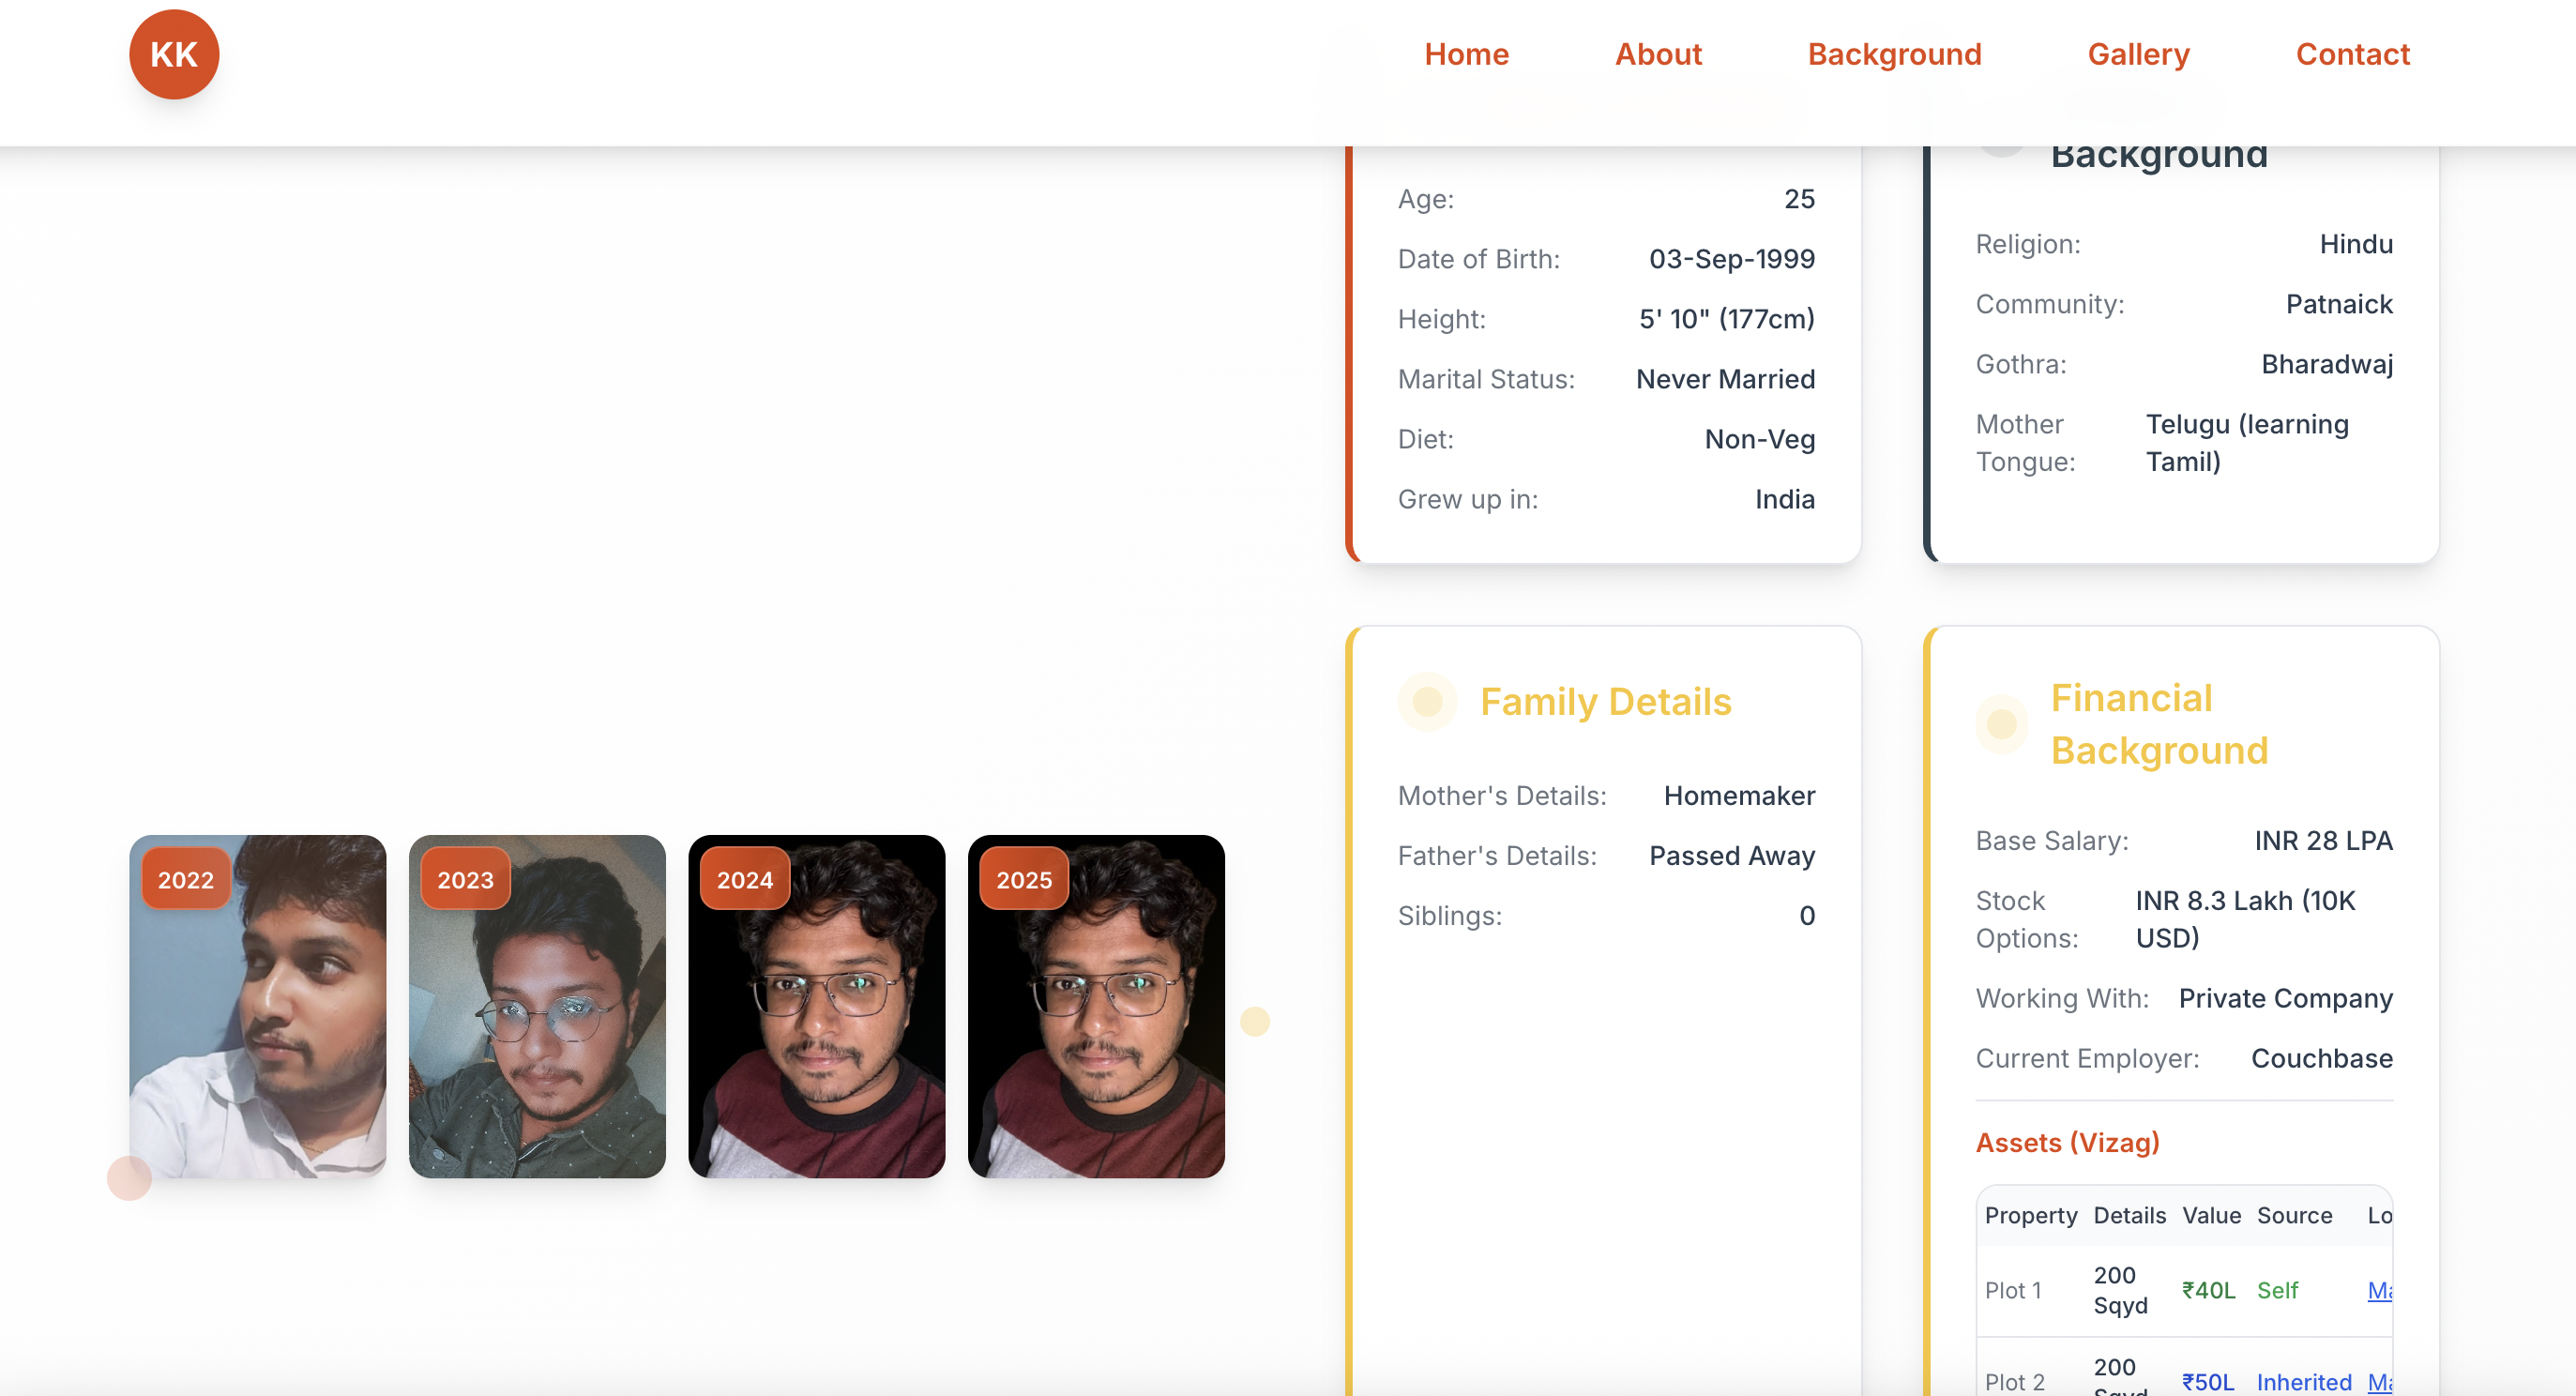 KK
Home
About
Background
Gallery
Contact
Age:
25
Date of Birth:
03-Sep-1999
Height:
5' 10" (177cm)
Marital Status:
Never Married
Diet:
Non-Veg
Grew up in:
India
Background
Religion:
Hindu
Community:
Patnaick
Gothra:
Bharadwaj
Mother
Tongue:
Telugu (learning
Tamil)
2022
2023
2024
2025
Family Details
Mother's Details:
Homemaker
Father's Details:
Passed Away
Siblings:
0
Financial
Background
Base Salary:
INR 28 LPA
Stock
Options:
INR 8.3 Lakh (10K
USD)
Working With:
Private Company
Current Employer:
Couchbase
Assets (Vizag)
Property
Details
Value
Source
Plot 1
200
Sqyd
₹40L
Self
Plot 2
200
₹50L
Inherited